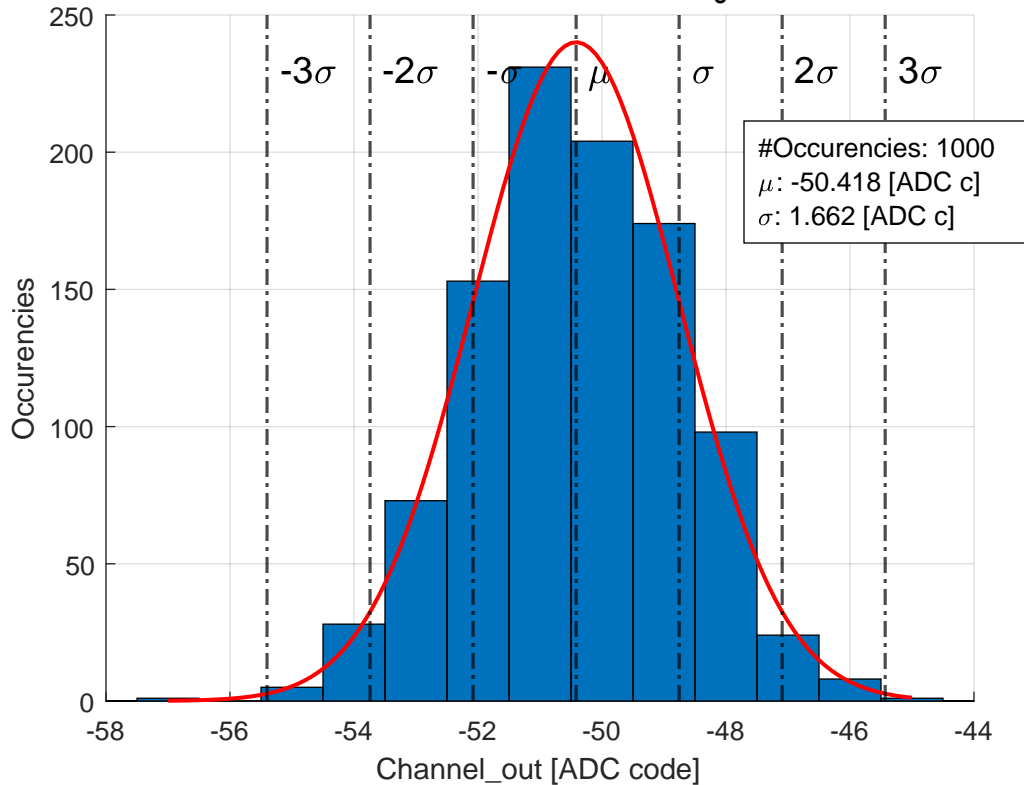 250
200
150
100
50
0
-3σ
-2σ
-σ
μ
σ
2σ
3σ
#Occurencies: 1000
μ: -50.418 [ADC c]
σ: 1.662 [ADC c]
Occurencies
-58
-56
-54
-52
-50
-48
-46
-44
Channel_out [ADC code]